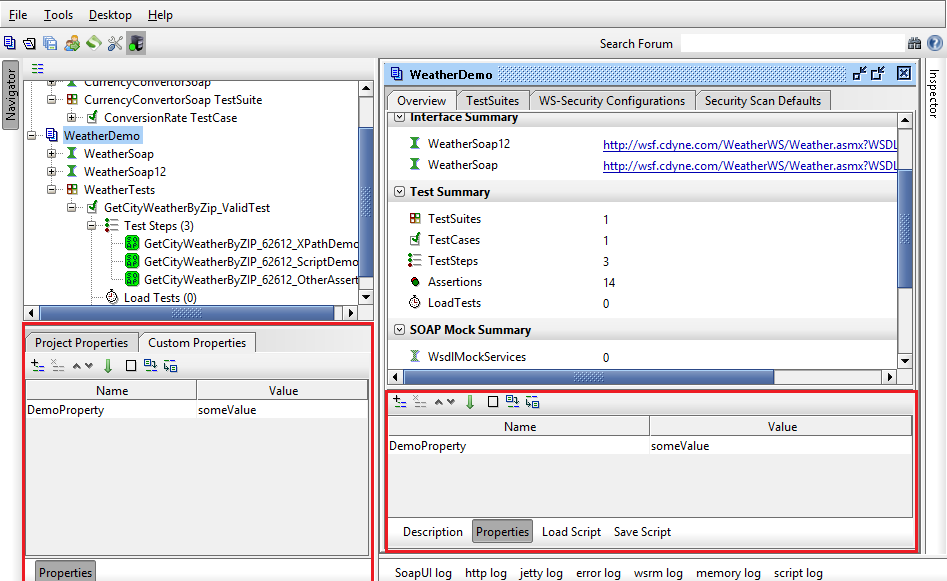 File Tools Desktop Help
Search Forum
Navigator
CurrencyConvertorSoap
CurrencyConvertorSoap TestSuite
ConversionRate TestCase
WeatherDemo
WeatherSoap
WeatherSoap12
WeatherTests
GetCityWeatherByZip_ValidTest
Test Steps (3)
GetCityWeatherByZIP_62612_XPathDemo
GetCityWeatherByZIP_62612_ScriptDemo
GetCityWeatherByZIP_62612_OtherAssert
Load Tests (0)
Project Properties Custom Properties
Name Value
DemoProperty someValue
Properties
WeatherDemo
Overview TestSuites WS-Security Configurations Security Scan Defaults
Interface Summary
WeatherSoap12 http://wsf.cdyne.com/WeatherWS/Weather.asmx?WSDL
WeatherSoap http://wsf.cdyne.com/WeatherWS/Weather.asmx?WSDL
Test Summary
TestSuites 1
TestCases 1
TestSteps 3
Assertions 14
LoadTests 0
SOAP Mock Summary
WsdlMockServices 0
Name Value
DemoProperty someValue
Description Properties Load Script Save Script
SoapUI log http log jetty log error log wsrm log memory log script log
Inspector